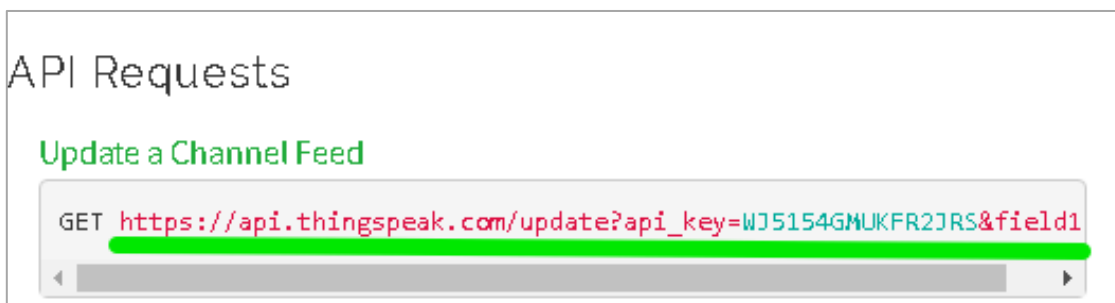 API Requests
Update a Channel Feed
GET https://api.thingspeak.com/update?api_key=WJ5154GMUKFR2JRS&field1